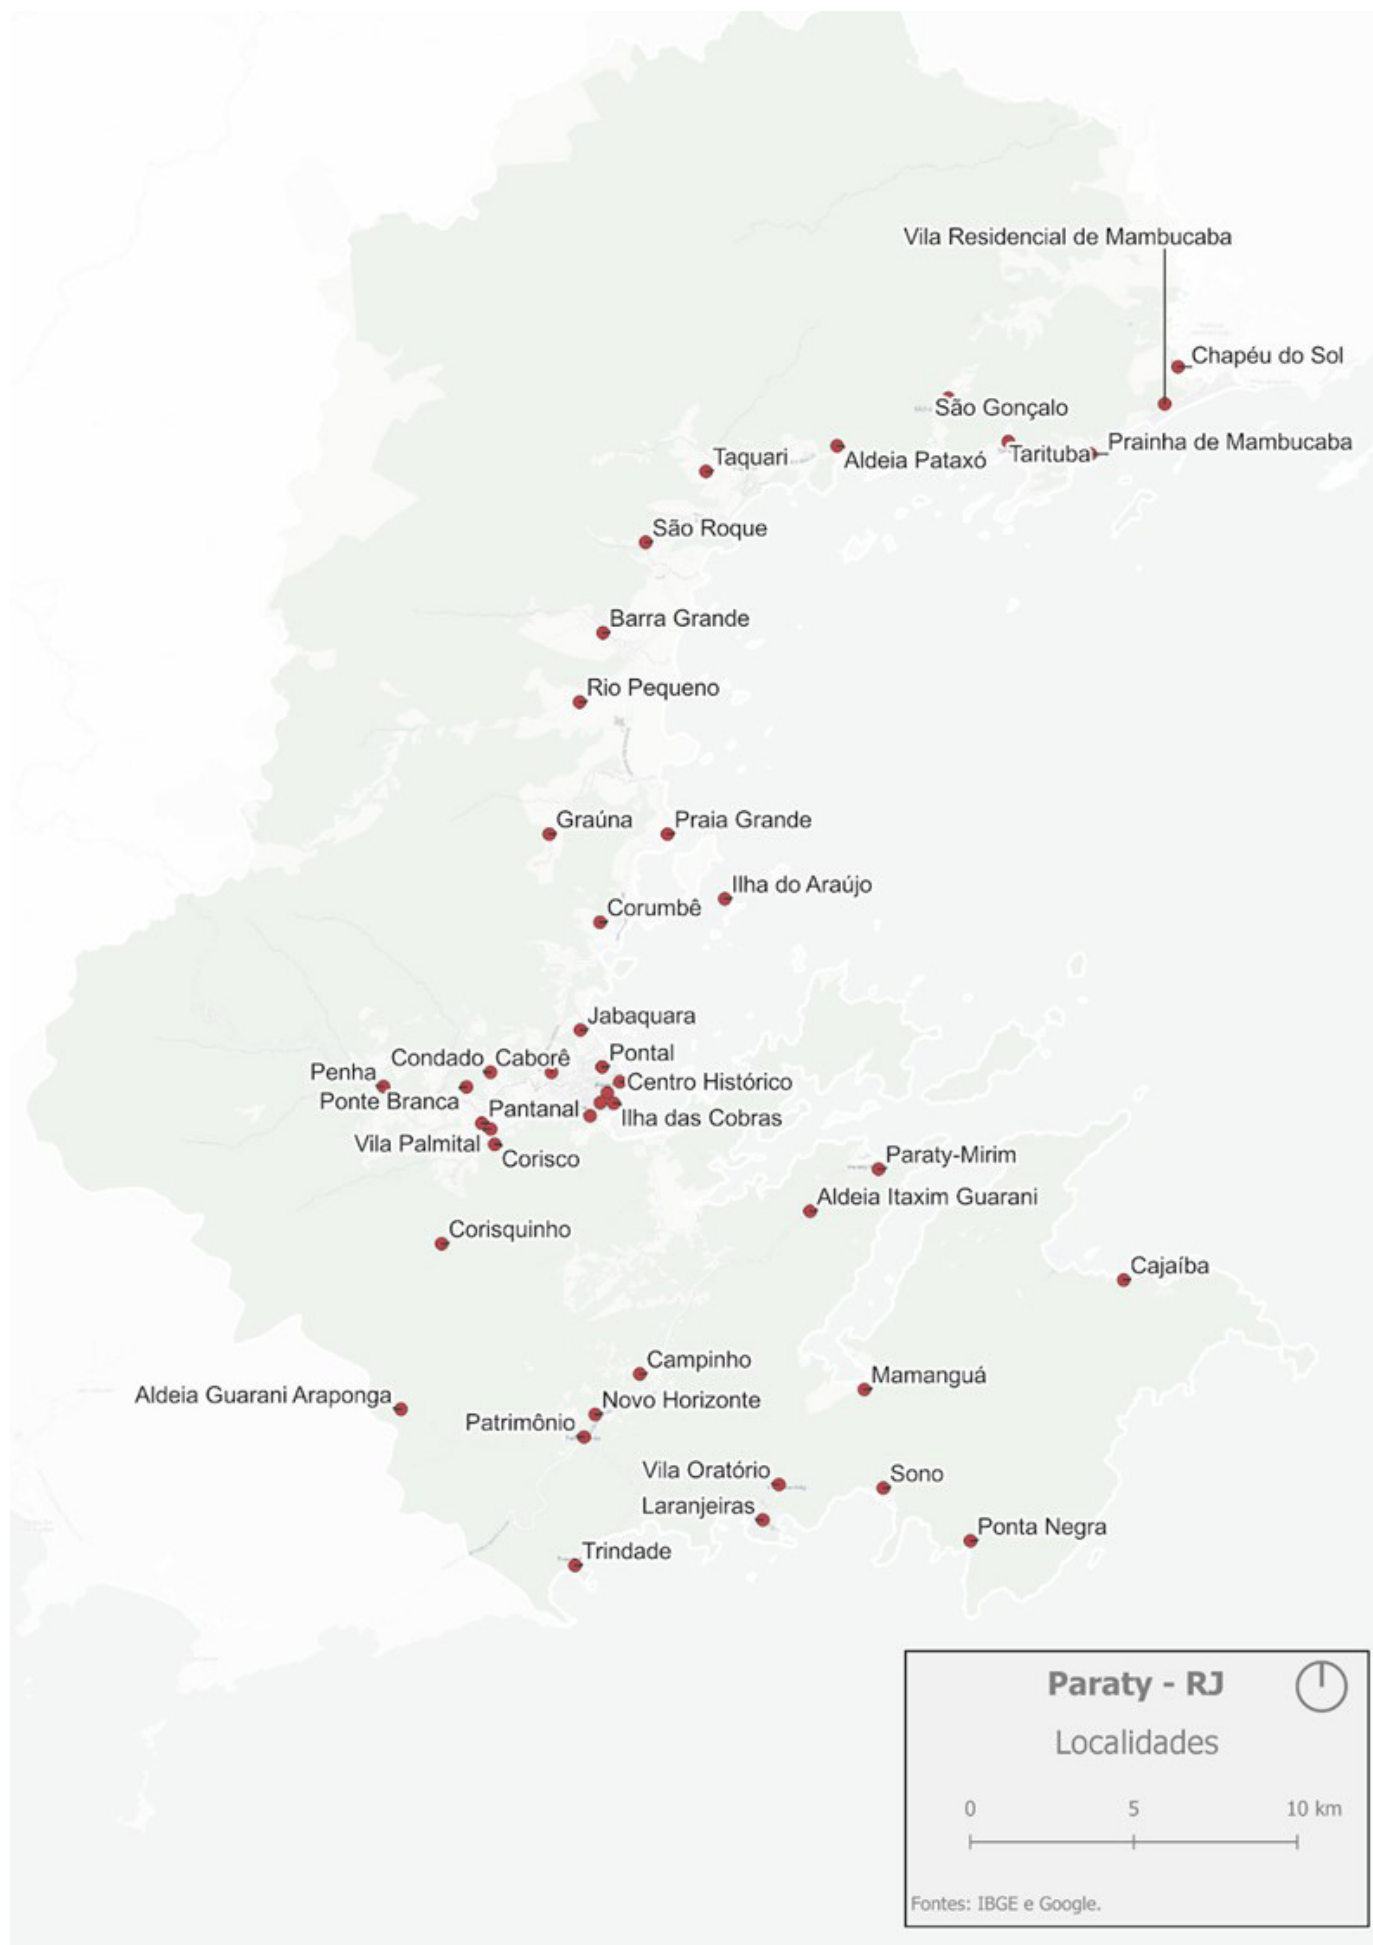 Vila Residencial de Mambucaba
Chapéu do Sol
São Gonçalo
Prainha de Mambucaba
Tarituba
Aldeia Pataxó
Taquari
São Roque
Barra Grande
Rio Pequeno
Graúna
Praia Grande
Ilha do Araújo
Corumbê
Jabaquara
Pontal
Condado
Caborê
Penha
Centro Histórico
Ponte Branca
Pantanal
Ilha das Cobras
Vila Palmital
Corisco
Paraty-Mirim
Aldeia Itaxim Guarani
Corisquinho
Cajaíba
Campinho
Mamanguá
Aldeia Guarani Araponga
Novo Horizonte
Patrimônio
Vila Oratório
Sono
Laranjeiras
Ponta Negra
Trindade
Paraty - RJ
Localidades
0 5 10 km
Fontes: IBGE e Google.